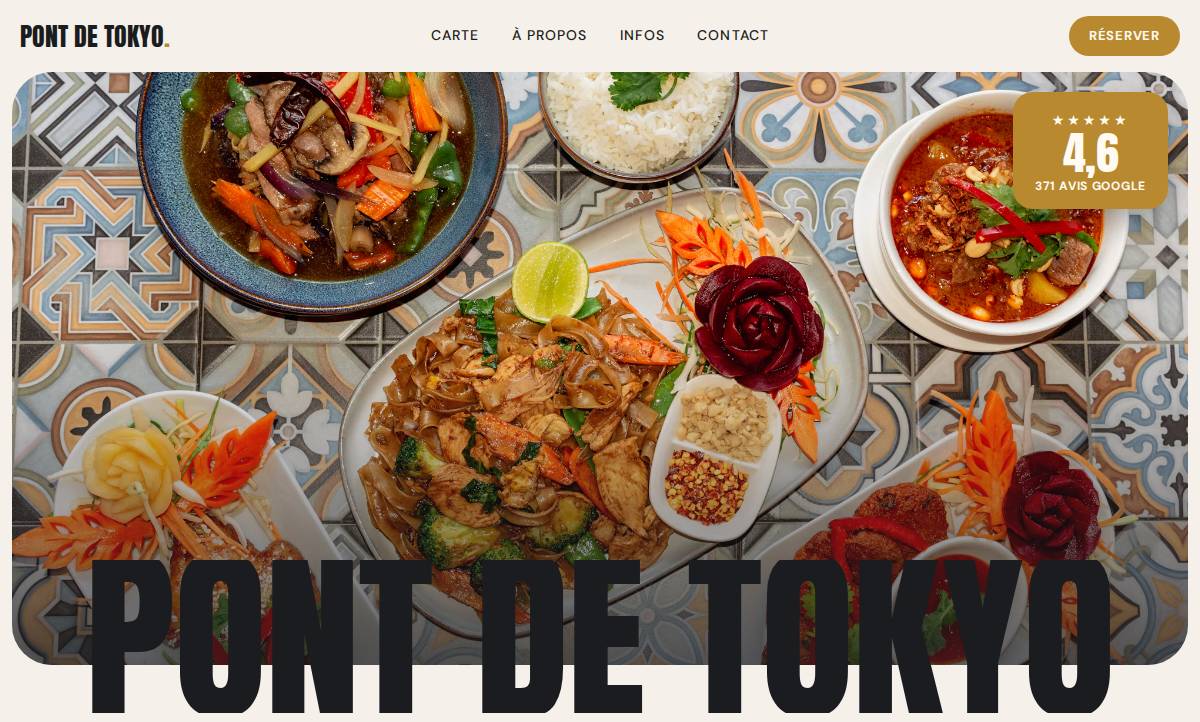 PONT DE TOKYO.
CARTE À PROPOS INFOS CONTACT
RÉSERVER
★★★★★
4,6
371 AVIS GOOGLE
PONT DE TOKYO